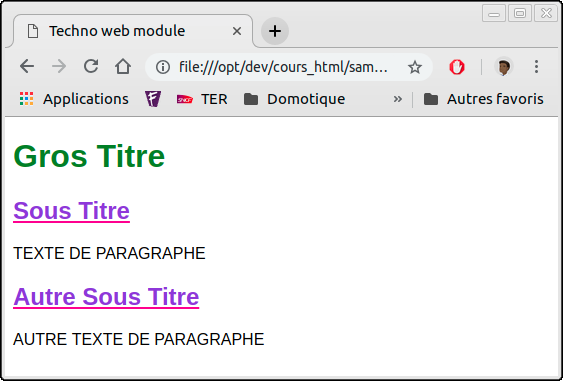 Techno web module
file:///opt/dev/cours_html/sam...
Applications TER Domotique » Autres favoris
Gros Titre
Sous Titre
TEXTE DE PARAGRAPHE
Autre Sous Titre
AUTRE TEXTE DE PARAGRAPHE